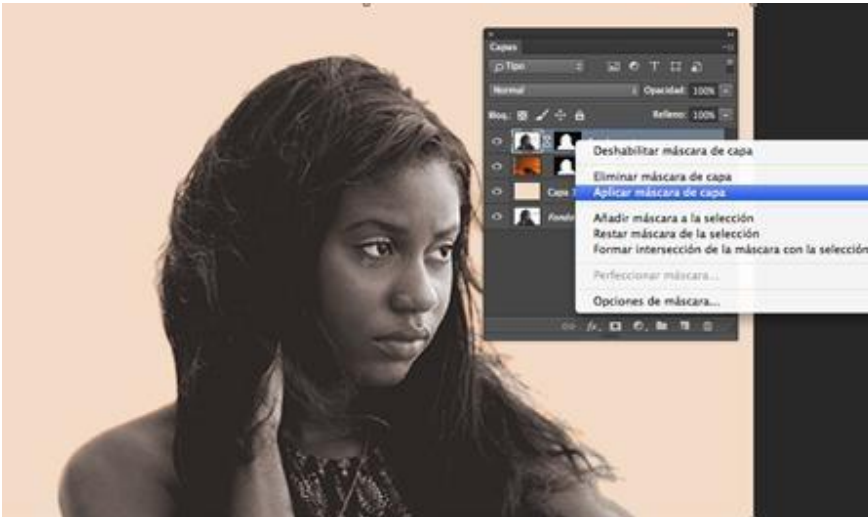 Capas
Tipo
Normal
Opacidad: 100%
Bloq.:
Relleno: 100%
Capa
Fondo
Deshabilitar máscara de capa
Eliminar máscara de capa
Aplicar máscara de capa
Añadir máscara a la selección
Restar máscara de la selección
Formar intersección de la máscara con la selección
Perfeccionar máscara...
Opciones de máscara...